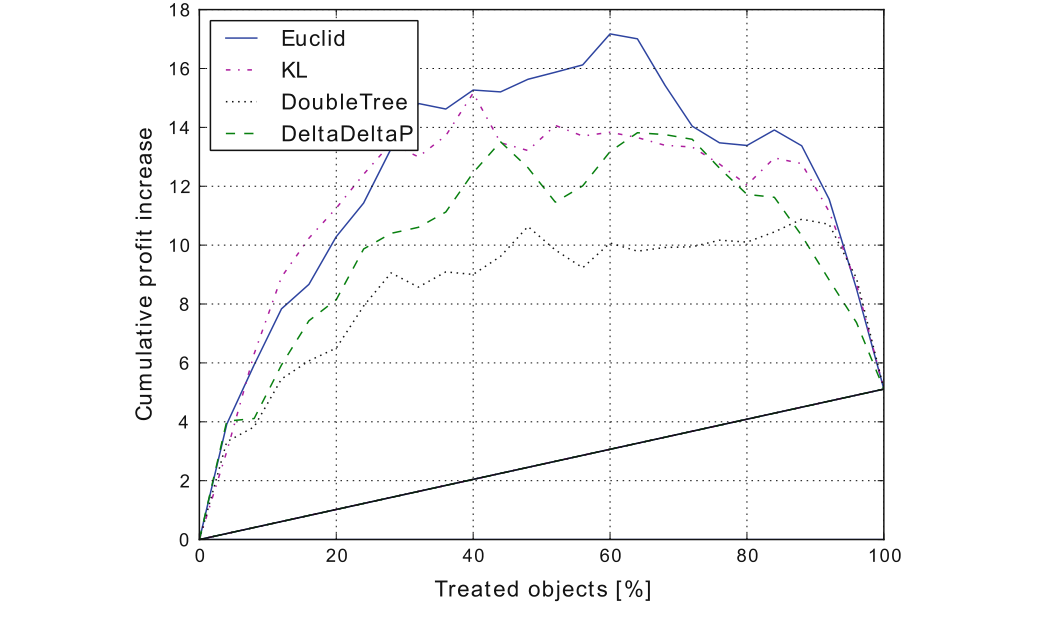 18
16
14
12
10
8
6
4
2
0
Cumulative profit increase
Euclid
KL
DoubleTree
DeltaDeltaP
0 20 40 60 80 100
Treated objects [%]